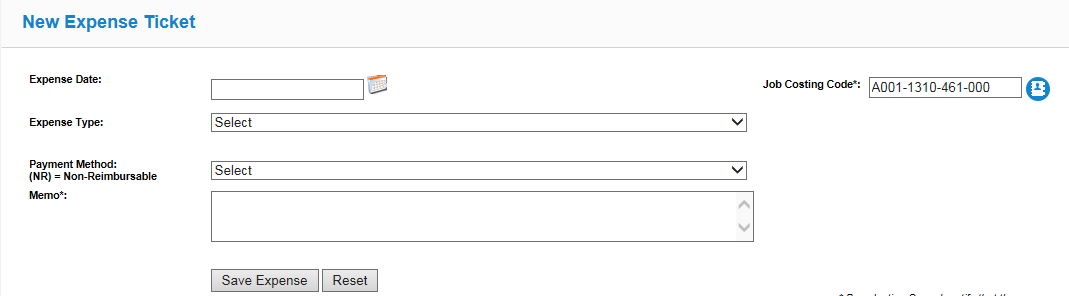 New Expense Ticket
Expense Date:
Job Costing Code*: A001-1310-461-000
Expense Type: Select
Payment Method:
(NR) = Non-Reimbursable
Select
Memo*:
Save Expense Reset